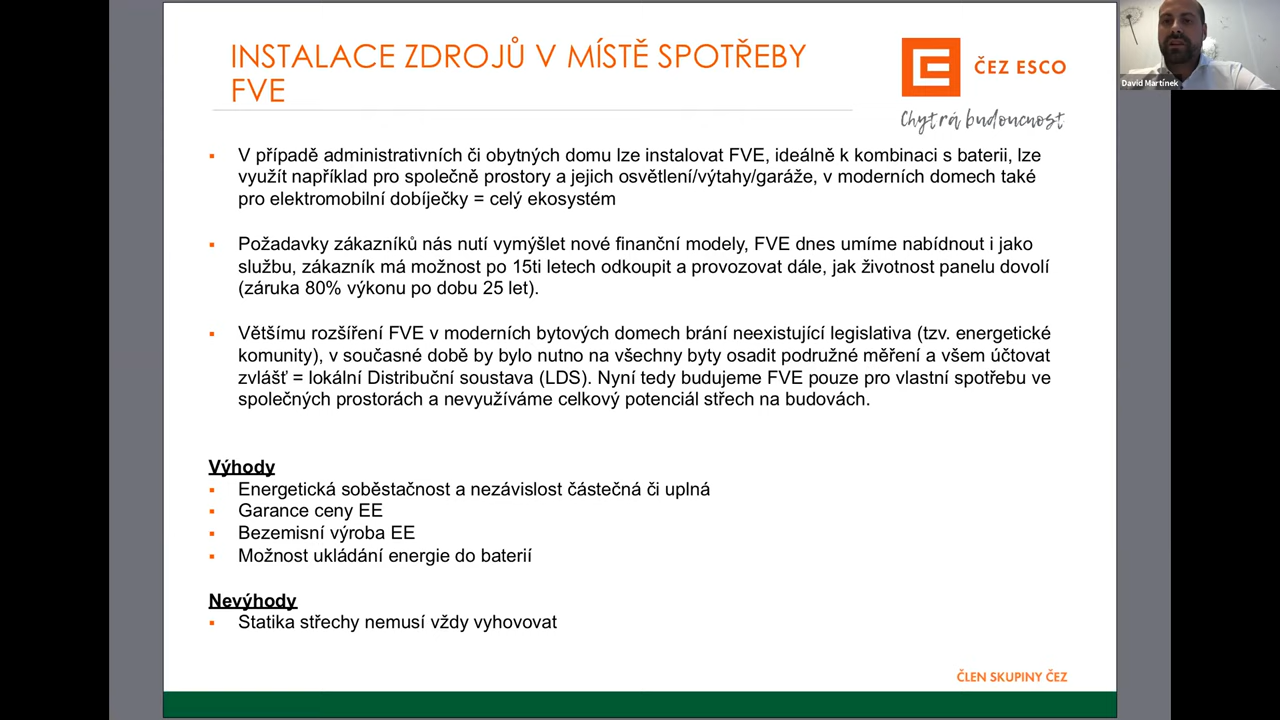 INSTALACE ZDROJŮ V MÍSTĚ SPOTŘEBY
FVE
ČEZ ESCO
Chytrá budoucnost
David Martínek
V případě administrativních či obytných domu lze instalovat FVE, ideálně k kombinaci s baterii, lze
využít například pro společně prostory a jejich osvětlení/výtahy/garáže, v moderních domech také
pro elektromobilní dobíječky = celý ekosystém
Požadavky zákazníků nás nutí vymýšlet nové finanční modely, FVE dnes umíme nabídnout i jako
službu, zákazník má možnost po 15ti letech odkoupit a provozovat dále, jak životnost panelu dovolí
(záruka 80% výkonu po dobu 25 let).
Většímu rozšíření FVE v moderních bytových domech brání neexistující legislativa (tzv. energetické
komunity), v současné době by bylo nutno na všechny byty osadit podružné měření a všem účtovat
zvlášť = lokální Distribuční soustava (LDS). Nyní tedy budujeme FVE pouze pro vlastní spotřebu ve
společných prostorách a nevyužíváme celkový potenciál střech na budovách.
Výhody
Energetická soběstačnost a nezávislost částečná či uplná
Garance ceny EE
Bezemisní výroba EE
Možnost ukládání energie do baterií
Nevýhody
Statika střechy nemusí vždy vyhovovat
ČLEN SKUPINY ČEZ